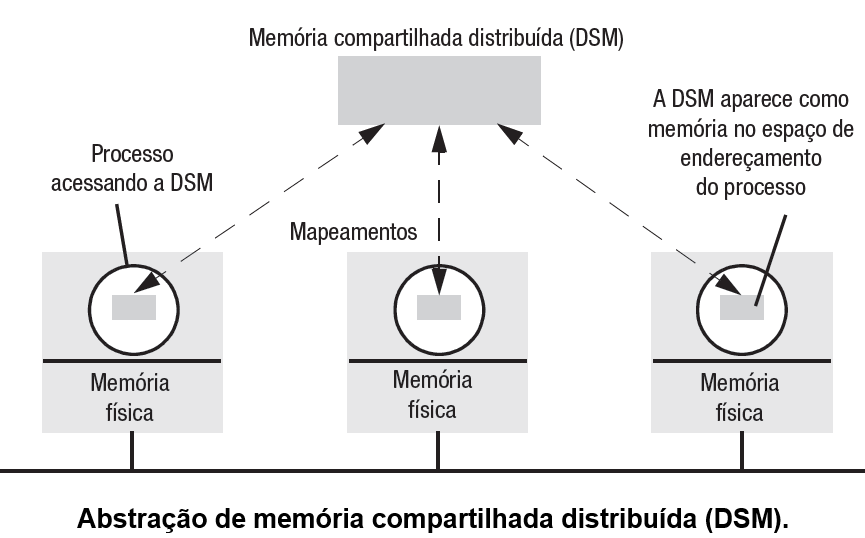 Memória compartilhada distribuída (DSM)
A DSM aparece como
memória no espaço de
endereçamento
do processo
Processo
acessando a DSM
Mapeamentos
Memória
física
Memória
física
Memória
física
Abstração de memória compartilhada distribuída (DSM).